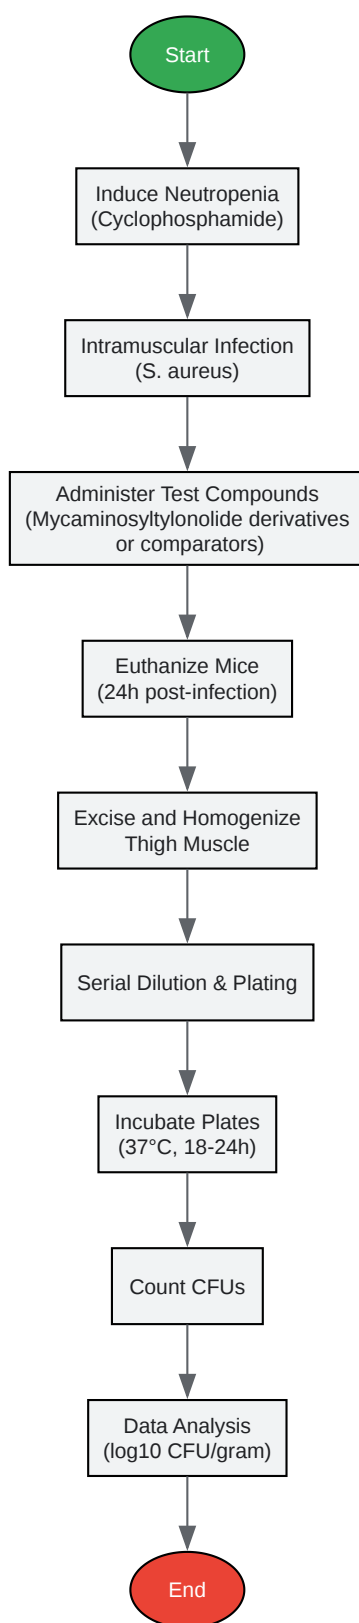 Start
Induce Neutropenia
(Cyclophosphamide)
Intramuscular Infection
(S. aureus)
Administer Test Compounds
(Mycaminosyltylonolide derivatives
or comparators)
Euthanize Mice
(24h post-infection)
Excise and Homogenize
Thigh Muscle
Serial Dilution & Plating
Incubate Plates
(37°C, 18-24h)
Count CFUs
Data Analysis
(log10 CFU/gram)
End